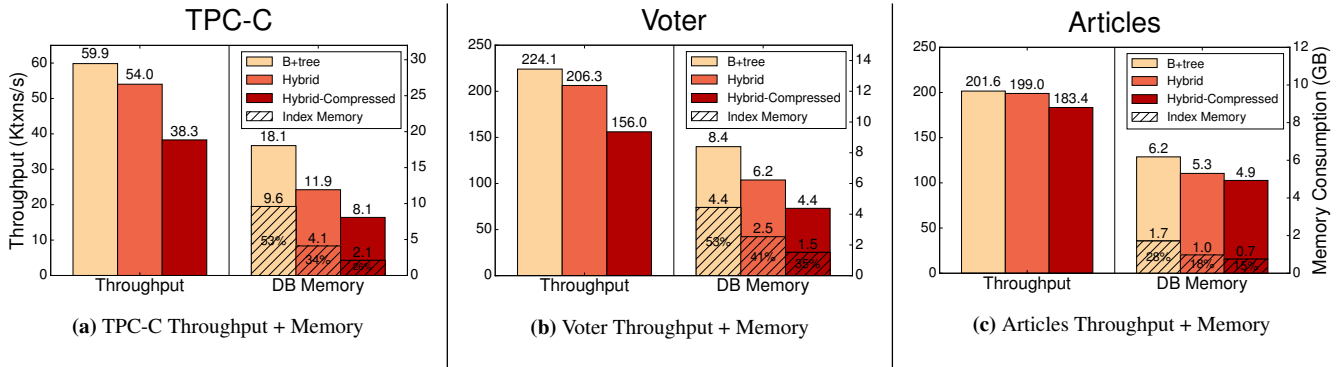 TPC-C
Throughput (Ktxns/s)
60
50
40
30
20
10
0
59.9
54.0
38.3
B+tree
Hybrid
Hybrid-Compressed
Index Memory
18.1
11.9
8.1
9.6
4.1
2.1
53%
34%
30
25
20
15
10
5
0
Throughput
DB Memory
(a) TPC-C Throughput + Memory
Voter
250
200
150
100
50
0
224.1
206.3
156.0
B+tree
Hybrid
Hybrid-Compressed
Index Memory
8.4
6.2
4.4
4.4
2.5
1.5
53%
41%
35%
14
12
10
8
6
4
2
0
Throughput
DB Memory
(b) Voter Throughput + Memory
Articles
250
200
150
100
50
0
201.6
199.0
183.4
B+tree
Hybrid
Hybrid-Compressed
Index Memory
6.2
5.3
4.9
1.7
1.0
0.7
28%
18%
15%
12
10
8
6
4
2
0
Memory Consumption (GB)
Throughput
DB Memory
(c) Articles Throughput + Memory